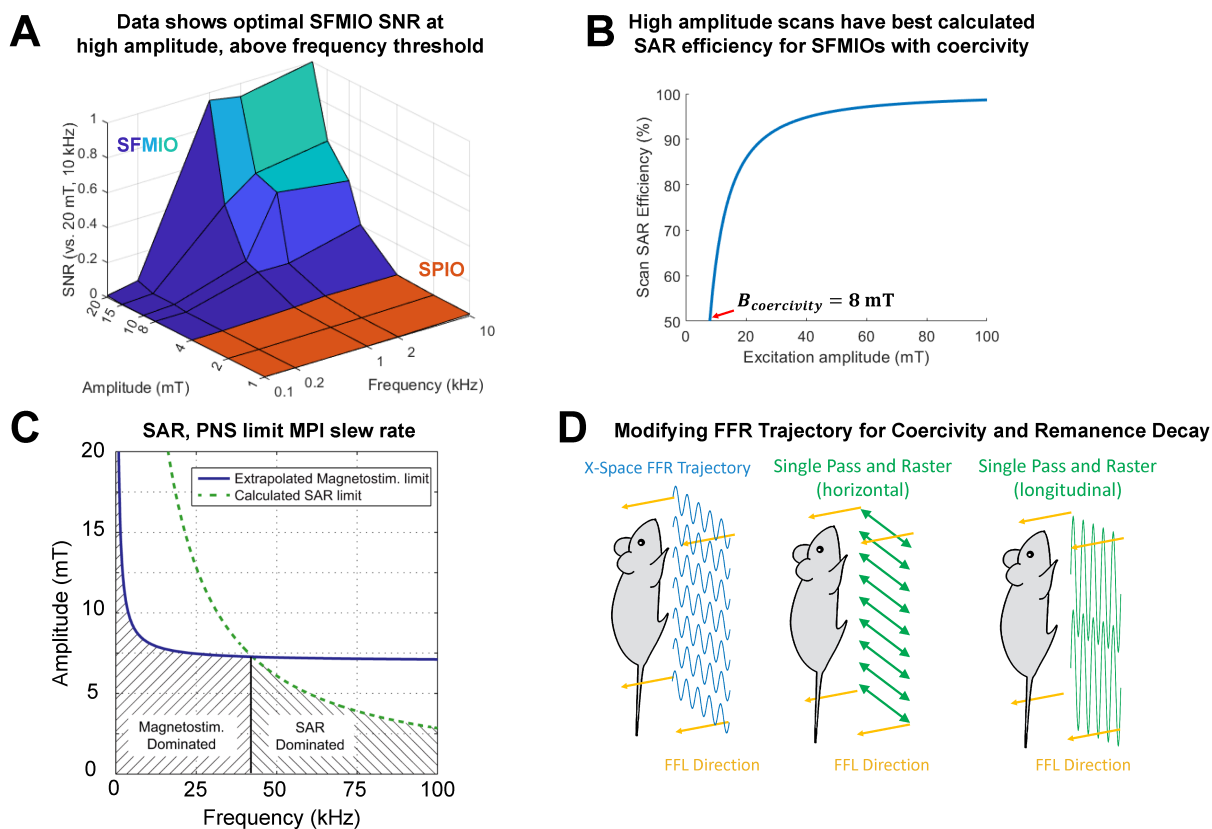 A
Data shows optimal SFMIO SNR at
high amplitude, above frequency threshold
SNR (vs. 20 mT, 10 kHz)
1
0.8
0.6
0.4
0.2
0
SFMIO
SPIO
20
15
10
8
4
2
1
Amplitude (mT)
0.1
0.2
1
2
10
Frequency (kHz)
B
High amplitude scans have best calculated
SAR efficiency for SFMIOs with coercivity
Scan SAR Efficiency (%)
100
90
80
70
60
50
B_coercivity = 8 mT
0
20
40
60
80
100
Excitation amplitude (mT)
C
SAR, PNS limit MPI slew rate
Amplitude (mT)
20
15
10
5
0
Extrapolated Magnetostim. limit
Calculated SAR limit
Magnetostim.
Dominated
SAR
Dominated
0
25
50
75
100
Frequency (kHz)
D
Modifying FFR Trajectory for Coercivity and Remanence Decay
X-Space FFR Trajectory
FFL Direction
Single Pass and Raster
(horizontal)
FFL Direction
Single Pass and Raster
(longitudinal)
FFL Direction